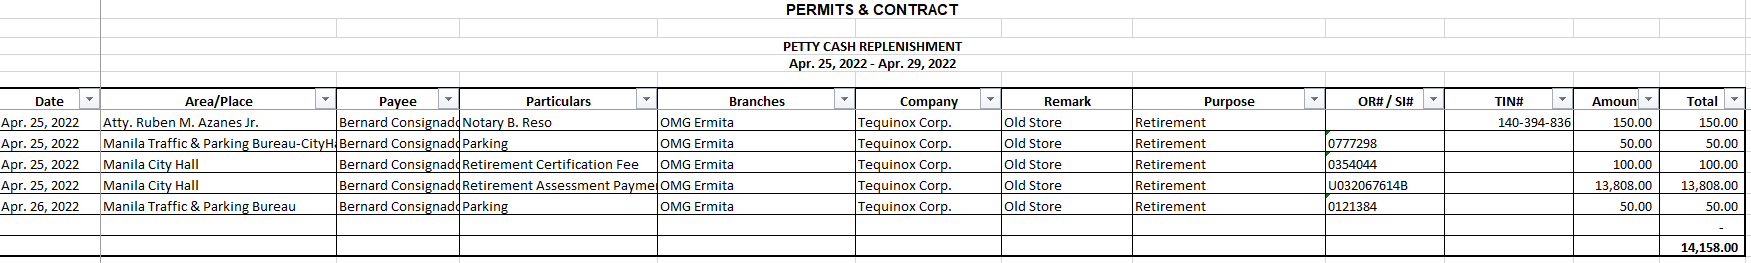 PERMITS & CONTRACT
PETTY CASH REPLENISHMENT
Apr. 25, 2022 - Apr. 29, 2022
Date Area/Place Payee Particulars Branches Company Remark Purpose OR# / SI# TIN# Amoun Total
Apr. 25, 2022 Atty. Ruben M. Azanes Jr. Bernard Consignado Notary B. Reso OMG Ermita Tequinox Corp. Old Store Retirement 140-394-836 150.00 150.00
Apr. 25, 2022 Manila Traffic & Parking Bureau-CityHa Bernard Consignado Parking OMG Ermita Tequinox Corp. Old Store Retirement 0777298 50.00 50.00
Apr. 25, 2022 Manila City Hall Bernard Consignado Retirement Certification Fee OMG Ermita Tequinox Corp. Old Store Retirement 0354044 100.00 100.00
Apr. 25, 2022 Manila City Hall Bernard Consignado Retirement Assessment Paymen OMG Ermita Tequinox Corp. Old Store Retirement U032067614B 13,808.00 13,808.00
Apr. 26, 2022 Manila Traffic & Parking Bureau Bernard Consignado Parking OMG Ermita Tequinox Corp. Old Store Retirement 0121384 50.00 50.00
-
14,158.00